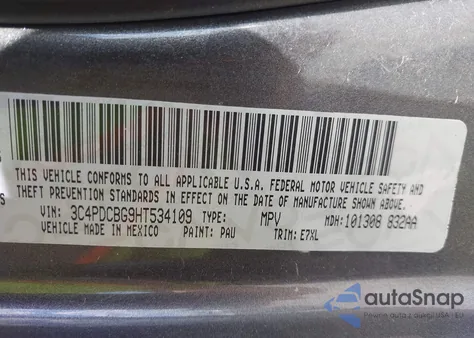 THIS VEHICLE CONFORMS TO ALL APPLICABLE U.S.A. FEDERAL MOTOR VEHICLE SAFETY AND
THEFT PREVENTION STANDARDS IN EFFECT ON THE DATE OF MANUFACTURE SHOWN ABOVE.
VIN: 3C4PDCBG9HT534109 TYPE: MPV MDH: 101308 832AA
VEHICLE MADE IN MEXICO PAINT: PAU TRIM: E7XL
autoSnap